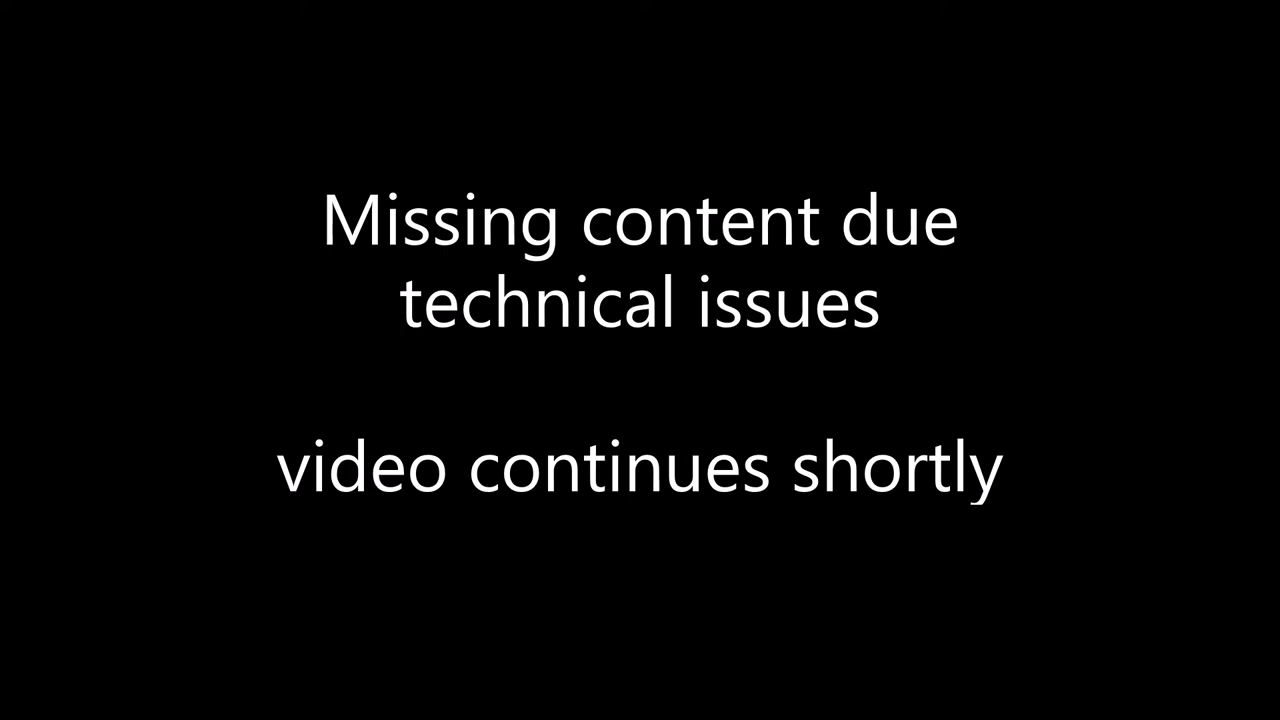 Missing content due
technical issues
video continues shortly